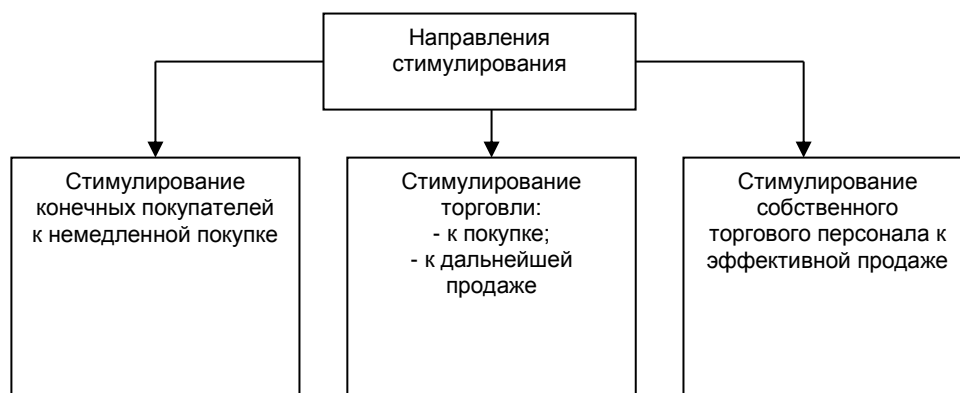 Направления
стимулирования
Стимулирование
конечных покупателей
к немедленной покупке
Стимулирование
торговли:
- к покупке;
- к дальнейшей
продаже
Стимулирование
собственного
торгового персонала к
эффективной продаже